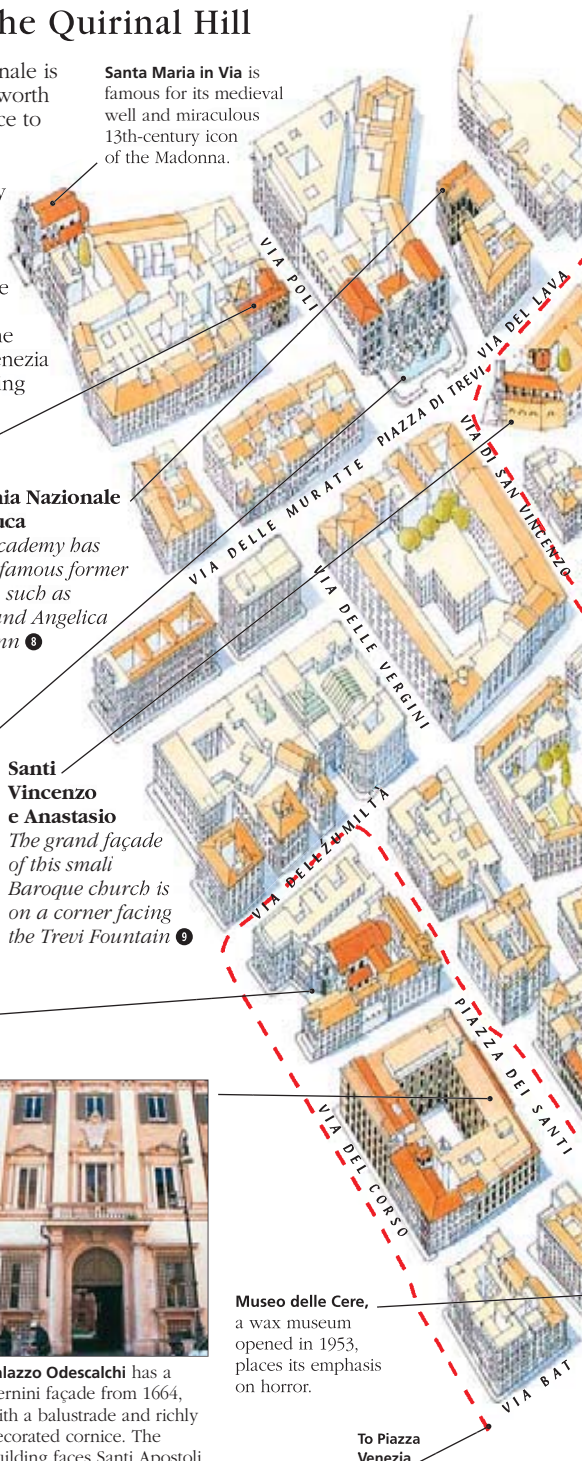 he Quirinal Hill
nale is
worth
ce to
Santa Maria in Via is
famous for its medieval
well and miraculous
13th-century icon
of the Madonna.
y
e
ne
enezia
ing
VIA POLI
VIA DEL LAVA
PIAZZA DI TREVI
VIA DI SAN VINCENZO
VIA DELLE MURATTE
VIA DELLE VERGINI
nia Nazionale
uca
cademy has
famous former
, such as
and Angelica
nn 8
Santi
Vincenzo
e Anastasio
The grand façade
of this small
Baroque church is
on a corner facing
the Trevi Fountain 9
VIA DELL'UMILTÀ
PIAZZA DEI SANTI
VIA DEL CORSO
Museo delle Cere,
a wax museum
opened in 1953,
places its emphasis
on horror.
VIA BAT
alazzo Odescalchi has a
ernini façade from 1664,
ith a balustrade and richly
ecorated cornice. The
uilding faces Santi Apostoli
To Piazza
Venezia